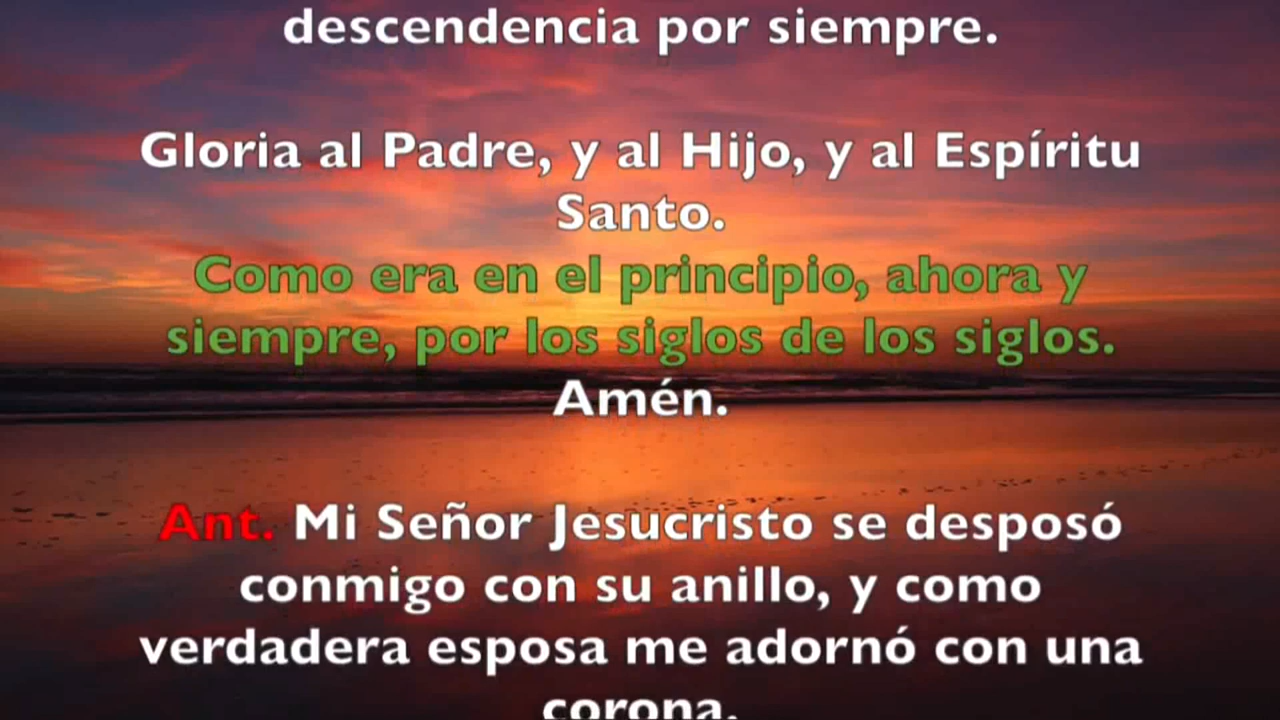 descendencia por siempre.
Gloria al Padre, y al Hijo, y al Espíritu
Santo.
Como era en el principio, ahora y
siempre, por los siglos de los siglos.
Amén.
Ant. Mi Señor Jesucristo se desposó
conmigo con su anillo, y como
verdadera esposa me adornó con una
corona.